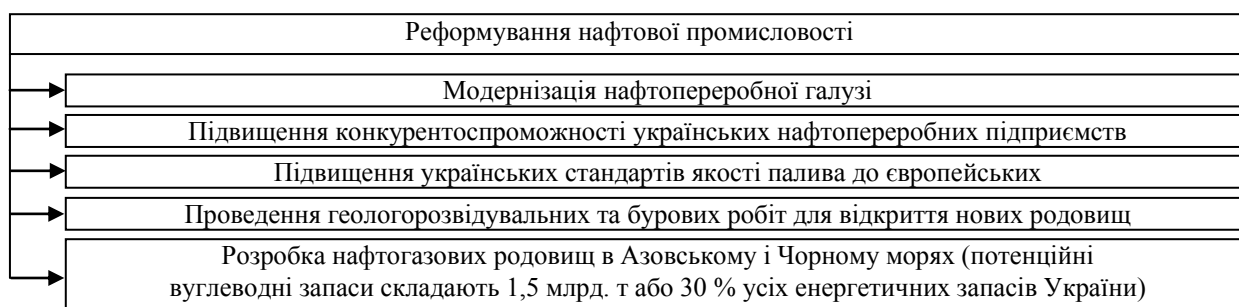 Реформування нафтової промисловості
Модернізація нафтопереробної галузі
Підвищення конкурентоспроможності українських нафтопереробних підприємств
Підвищення українських стандартів якості палива до європейських
Проведення геологорозвідувальних та бурових робіт для відкриття нових родовищ
Розробка нафтогазових родовищ в Азовському і Чорному морях (потенційні
вуглеводні запаси складають 1,5 млрд. т або 30 % усіх енергетичних запасів України)